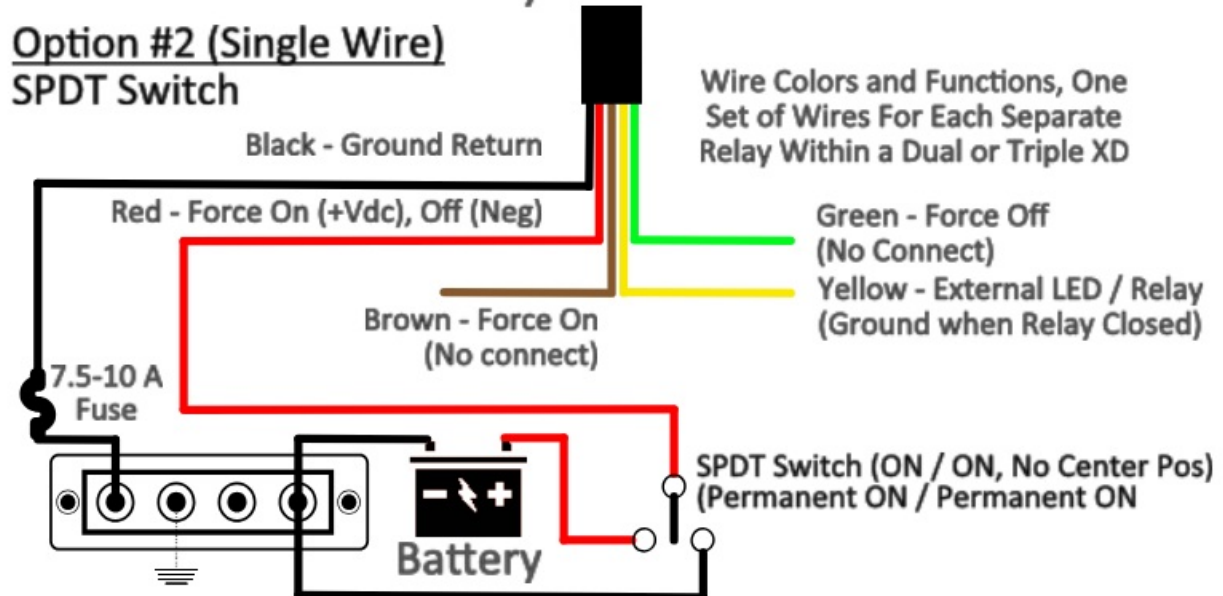 Option #2 (Single Wire)
SPDT Switch
Wire Colors and Functions, One
Set of Wires For Each Separate
Relay Within a Dual or Triple XD
Black - Ground Return
Red - Force On (+Vdc), Off (Neg)
Green - Force Off
(No Connect)
Yellow - External LED / Relay
(Ground when Relay Closed)
Brown - Force On
(No connect)
7.5-10 A
Fuse
SPDT Switch (ON / ON, No Center Pos)
(Permanent ON / Permanent ON
- +
Battery